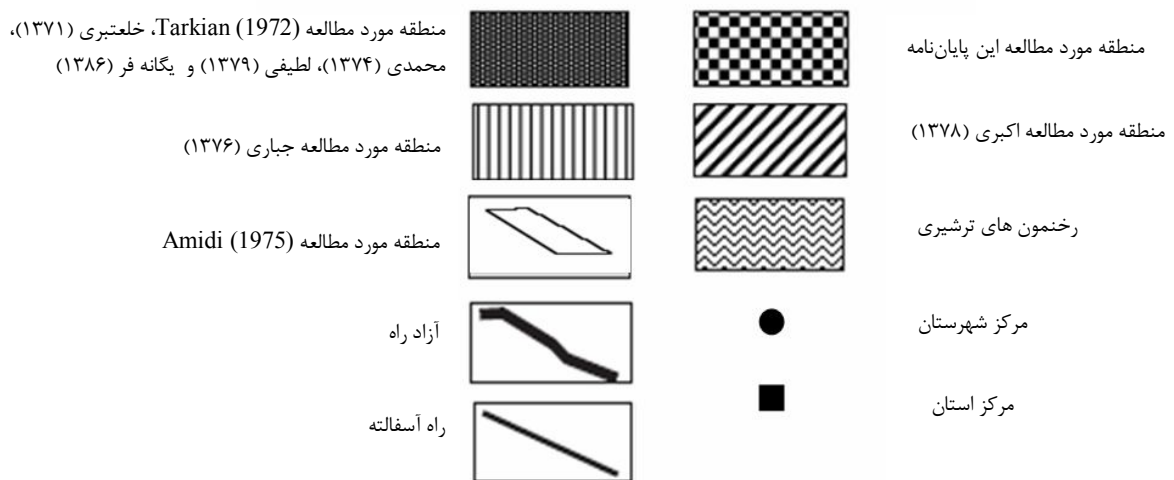 منطقه مورد مطالعه این پایان‌نامه
منطقه مورد مطالعه اکبری (۱۳۷۸)
رخنمون های ترشیری
مرکز شهرستان
مرکز استان
منطقه مورد مطالعه Tarkian (1972)، خلعتبری (۱۳۷۱)،
محمدی (۱۳۷۴)، لطیفی (۱۳۷۹) و یگانه فر (۱۳۸۶)
منطقه مورد مطالعه جباری (۱۳۷۶)
منطقه مورد مطالعه Amidi (1975)
آزاد راه
راه آسفالته